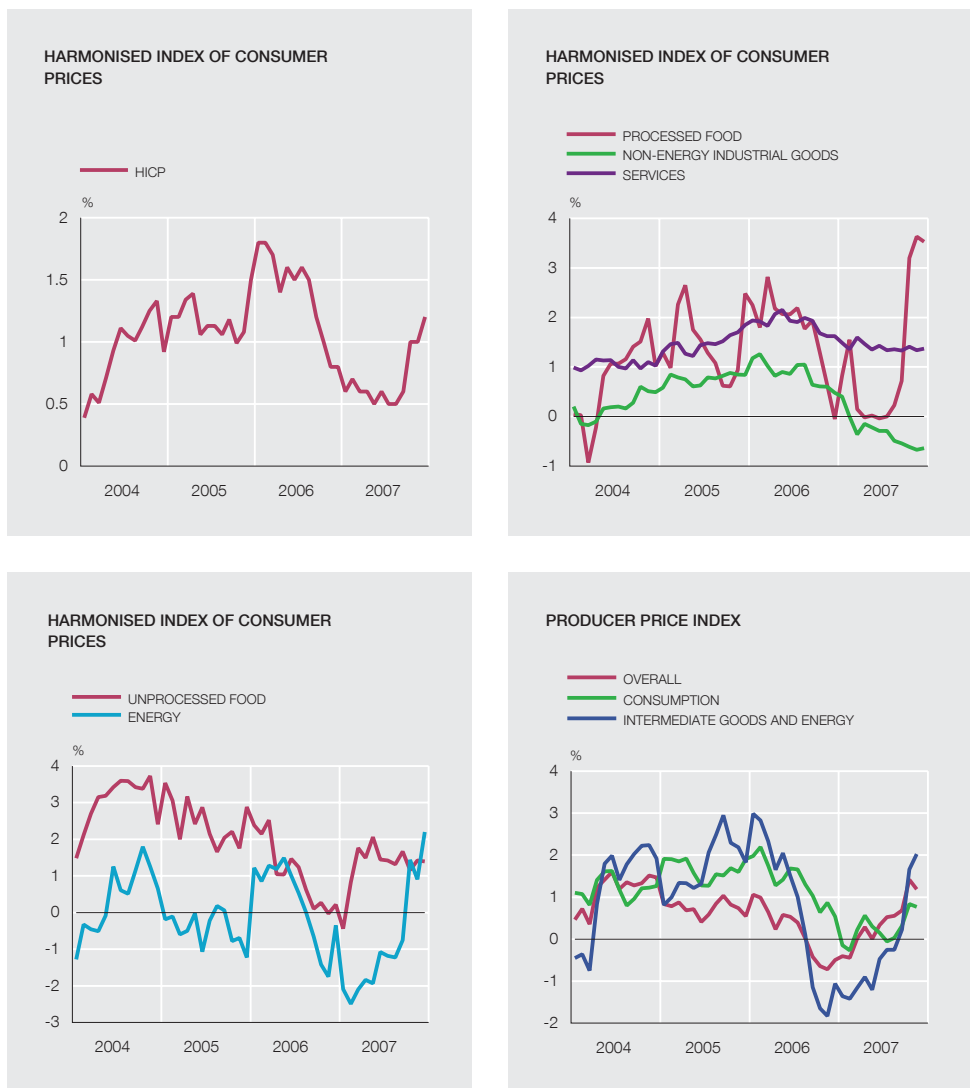 HARMONISED INDEX OF CONSUMER
PRICES
HICP
%
2
1.5
1
0.5
0
2004 2005 2006 2007
HARMONISED INDEX OF CONSUMER
PRICES
PROCESSED FOOD
NON-ENERGY INDUSTRIAL GOODS
SERVICES
%
4
3
2
1
0
-1
2004 2005 2006 2007
HARMONISED INDEX OF CONSUMER
PRICES
UNPROCESSED FOOD
ENERGY
%
4
3
2
1
0
-1
-2
-3
2004 2005 2006 2007
PRODUCER PRICE INDEX
OVERALL
CONSUMPTION
INTERMEDIATE GOODS AND ENERGY
%
4
3
2
1
0
-1
-2
2004 2005 2006 2007